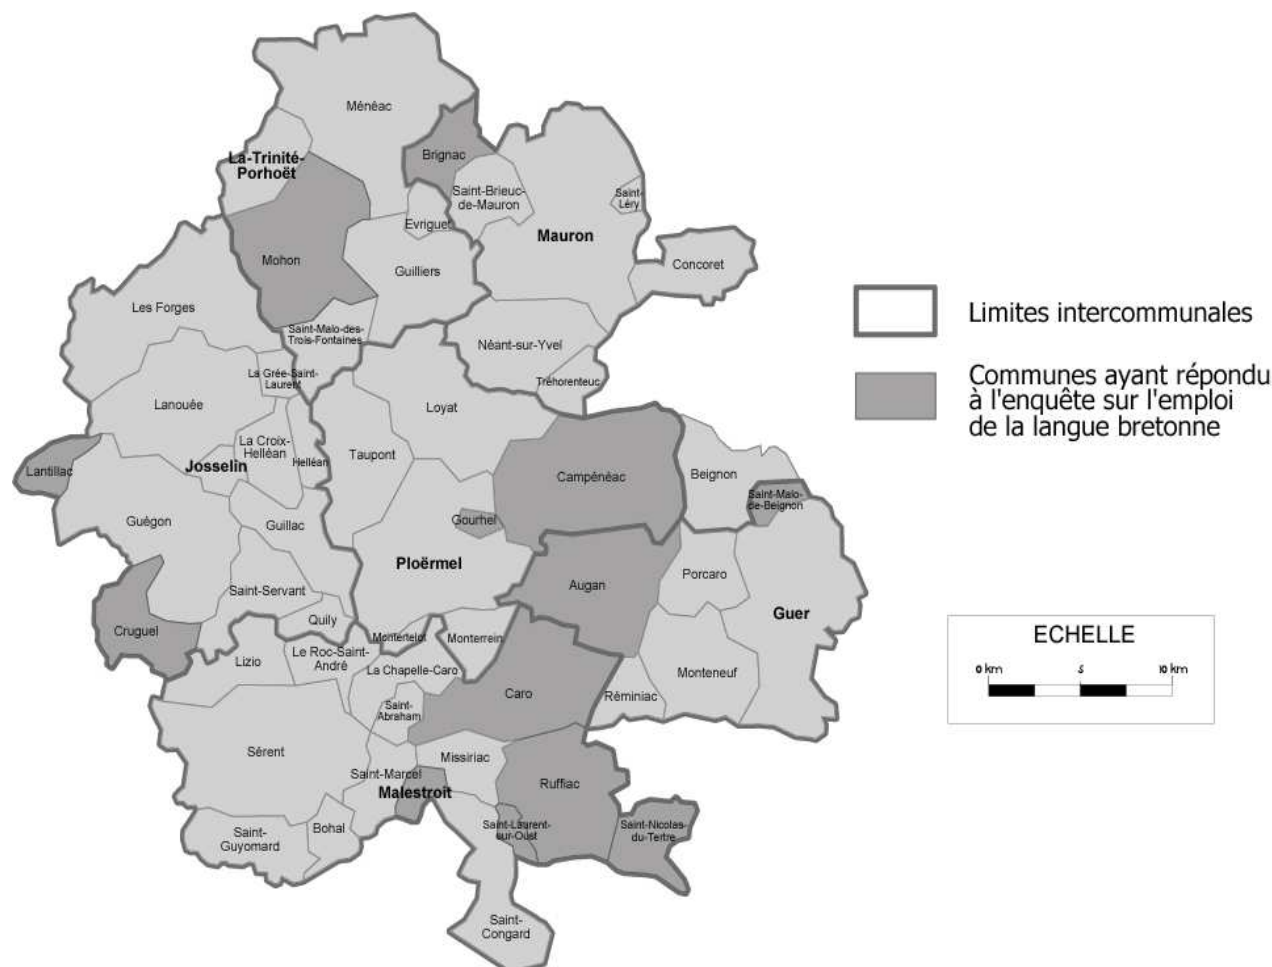 Ménéac
La-Trinité-
Porhoët
Brignac
Saint-Brieuc-
de-Mauron
Saint-
Léry
Evriguet
Mauron
Mohon
Guilliers
Concoret
Les Forges
Saint-Malo-des-
Trois-Fontaines
Néant-sur-Yvel
Tréhorenteuc
La Grée-Saint-
Laurent
Lanouée
Loyat
La Croix-
Helléan
Helléan
Taupont
Josselin
Lantillac
Campénéac
Beignon
Saint-Malo-
de-Beignon
Guégon
Guillac
Gourhel
Ploërmel
Augan
Porcaro
Guer
Saint-Servant
Quily
Cruguel
Montertelot
Monterrein
Lizio
Le Roc-Saint-
André
La Chapelle-Caro
Caro
Réminiac
Monteneuf
Saint-
Abraham
Sérent
Missiriac
Saint-Marcel
Malestroit
Ruffiac
Saint-
Guyomard
Bohal
Saint-Laurent-
sur-Oust
Saint-Nicolas-
du-Tertre
Saint-
Congard
Limites intercommunales
Communes ayant répondu
à l'enquête sur l'emploi
de la langue bretonne
ECHELLE
0 km
5
10 km